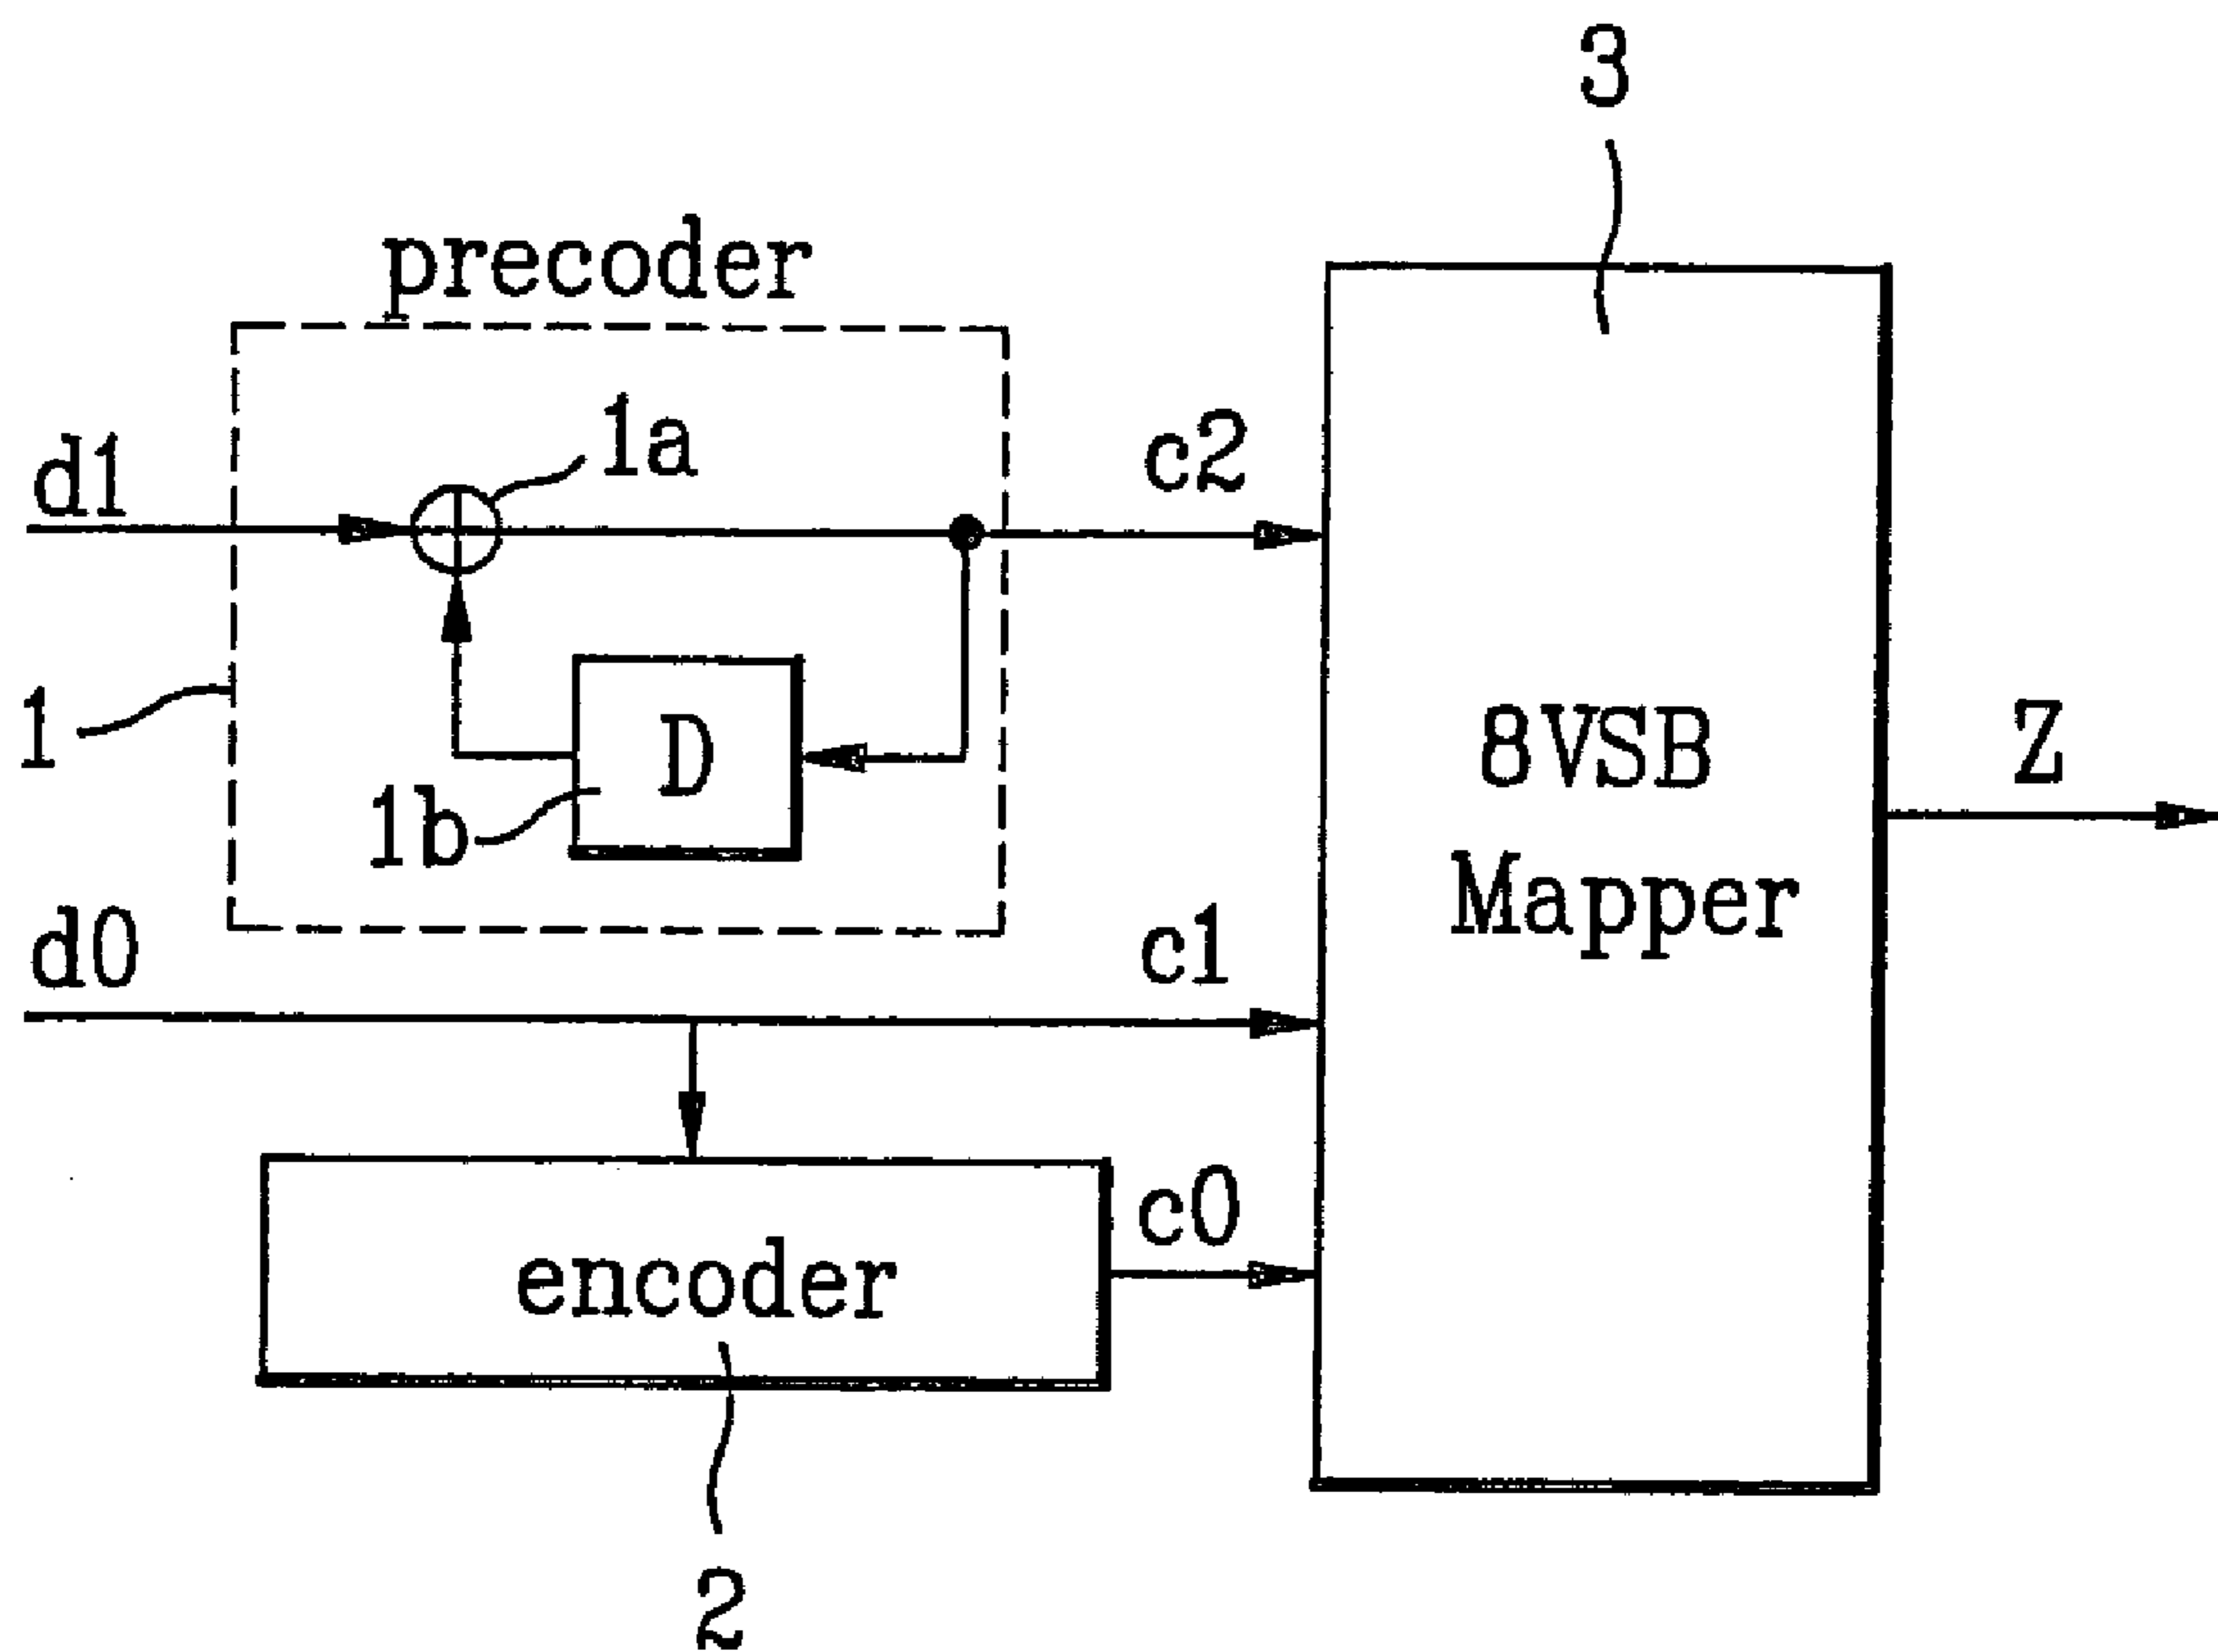 3
precoder
1a
d1
c2
1
D
1b
8VSB
Mapper
Z
d0
c1
encoder
c0
2